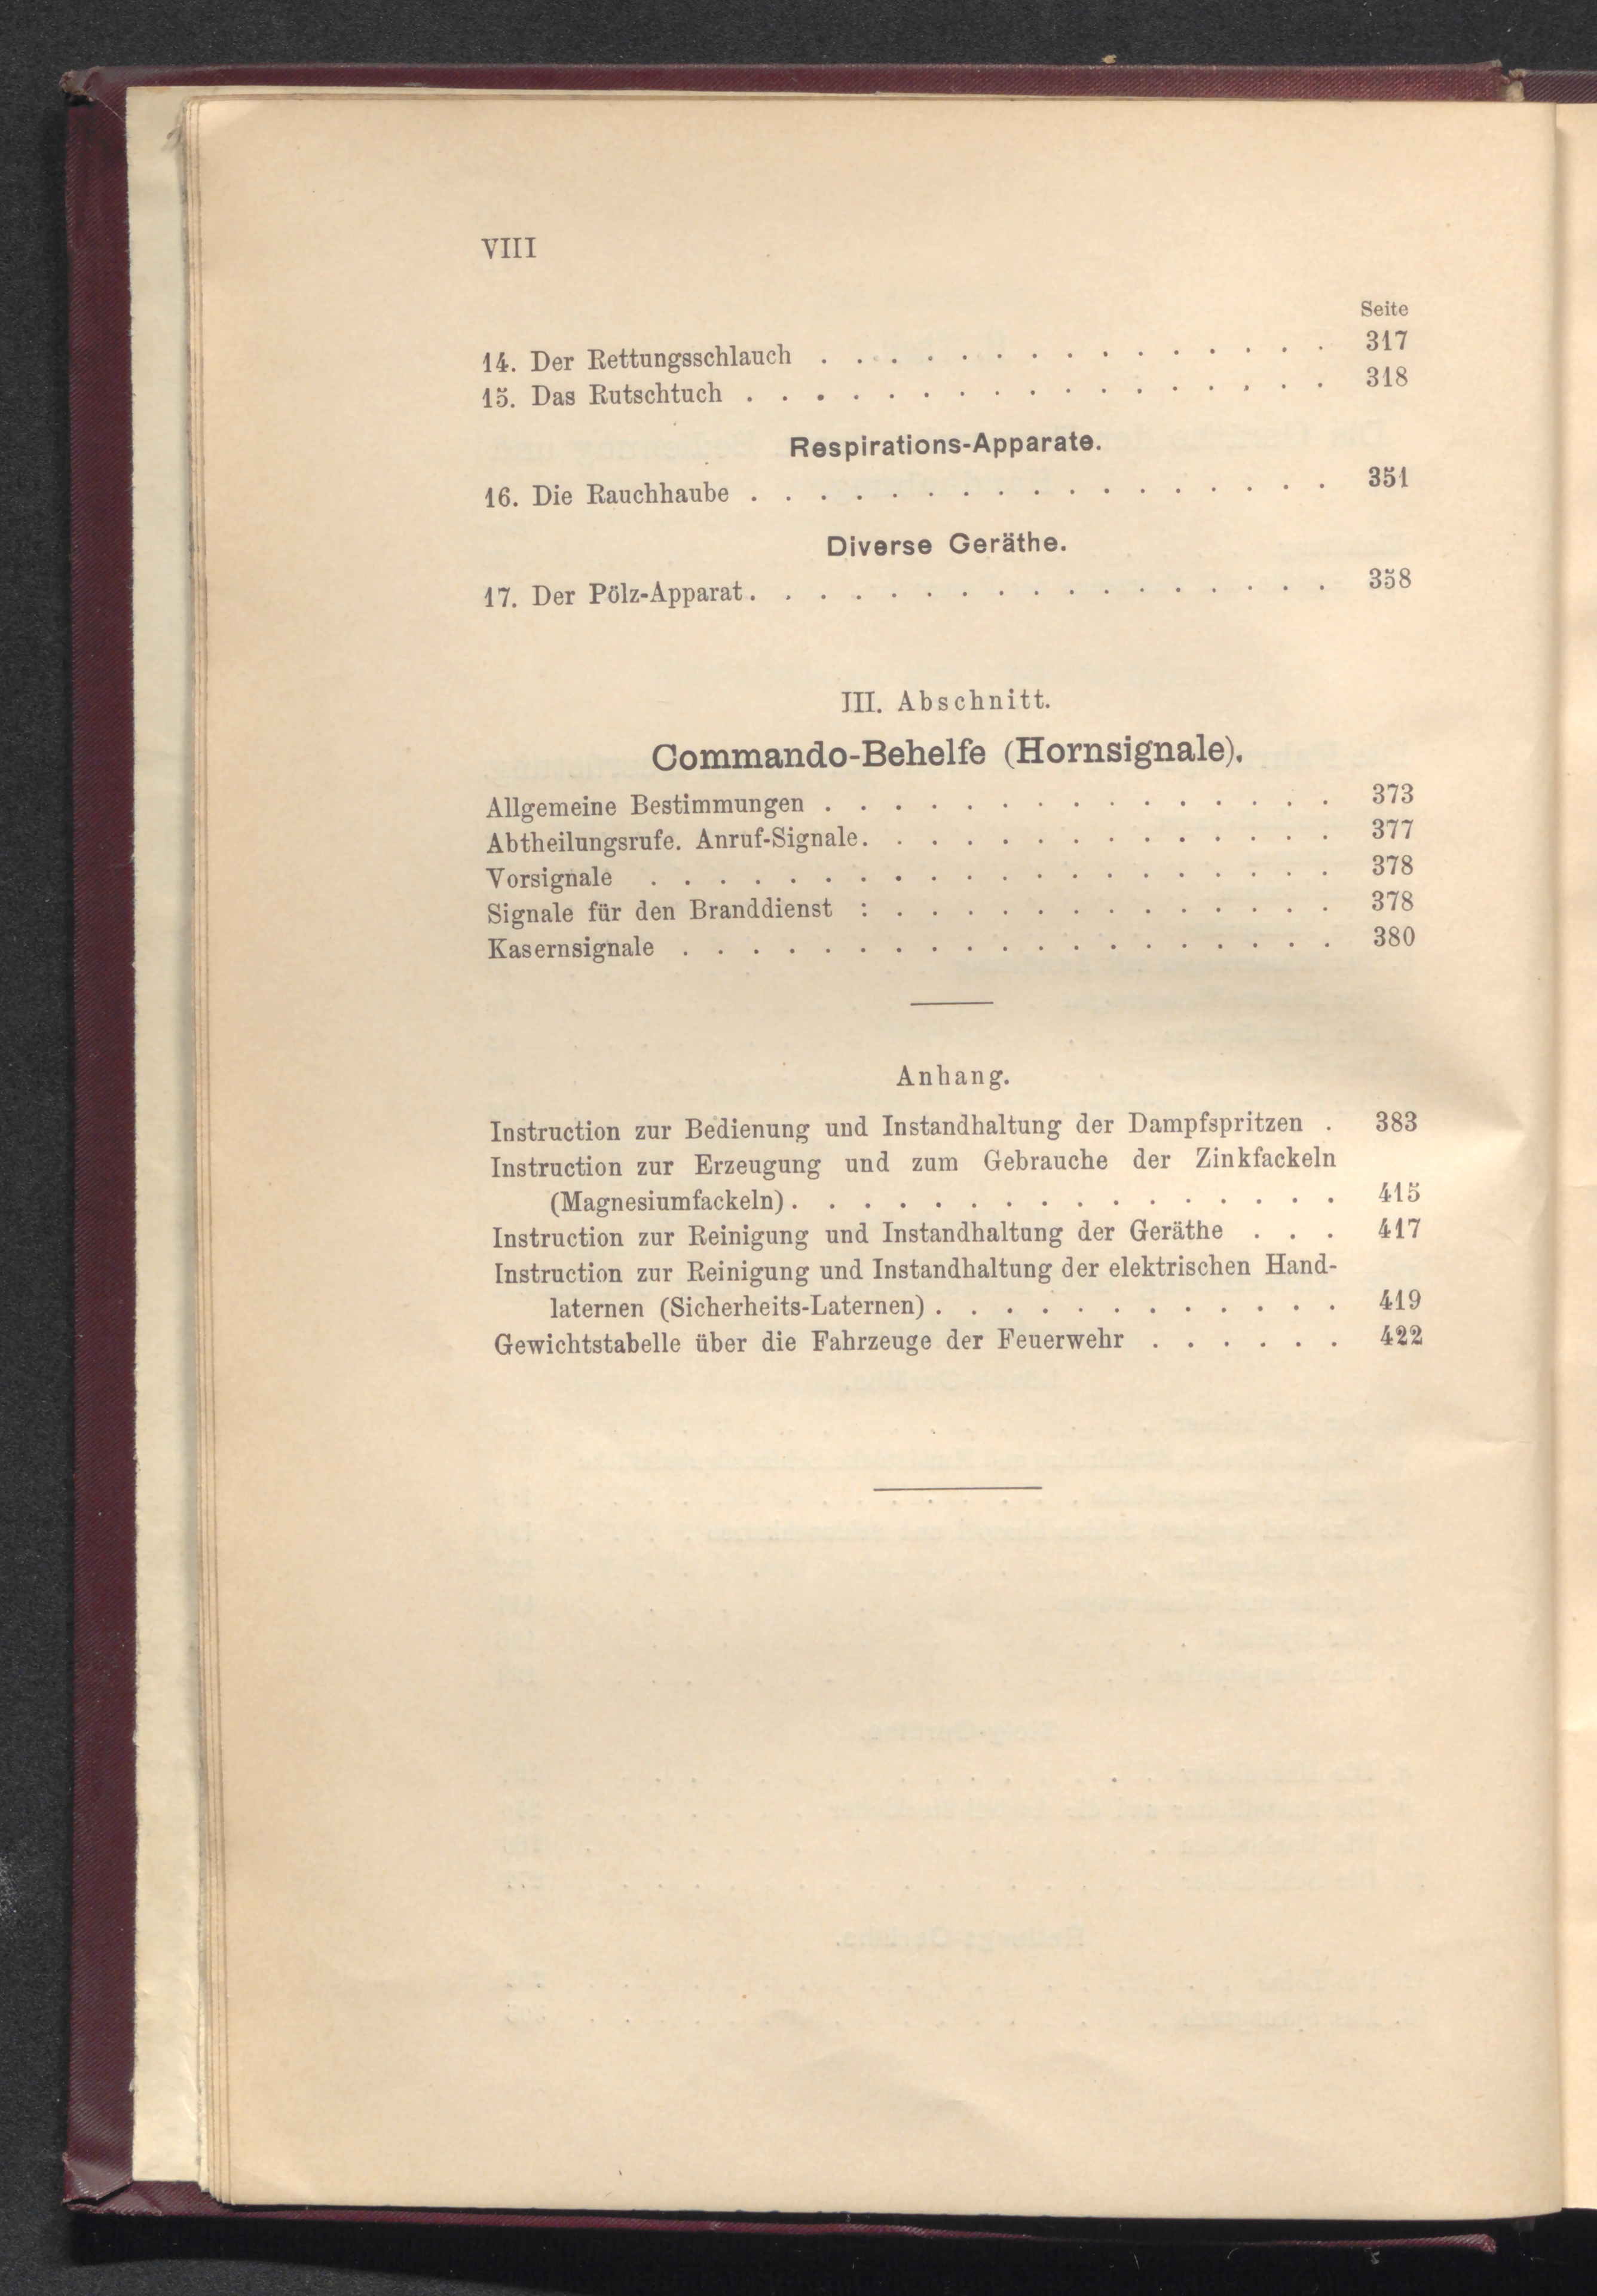 VIII
Seite
14. Der Rettungsschlauch . . . . . . . . . . . . . . . 317
15. Das Rutschtuch . . . . . . . . . . . . . . . . . 318
Respirations-Apparate.
16. Die Rauchhaube . . . . . . . . . . . . . . . . . 351
Diverse Geräthe.
17. Der Pölz-Apparat . . . . . . . . . . . . . . . . . 358
III. Abschnitt.
Commando-Behelfe (Hornsignale).
Allgemeine Bestimmungen . . . . . . . . . . . . . . . 373
Abtheilungsrufe. Anruf-Signale . . . . . . . . . . . . . . 377
Vorsignale . . . . . . . . . . . . . . . . . . . . 378
Signale für den Branddienst : . . . . . . . . . . . . . 378
Kasernsignale . . . . . . . . . . . . . . . . . . . 380
Anhang.
Instruction zur Bedienung und Instandhaltung der Dampfspritzen . 383
Instruction zur Erzeugung und zum Gebrauche der Zinkfackeln
(Magnesiumfackeln) . . . . . . . . . . . . . . . . 415
Instruction zur Reinigung und Instandhaltung der Geräthe . . . 417
Instruction zur Reinigung und Instandhaltung der elektrischen Hand-
laternen (Sicherheits-Laternen) . . . . . . . . . . . . 419
Gewichtstabelle über die Fahrzeuge der Feuerwehr . . . . . . 422